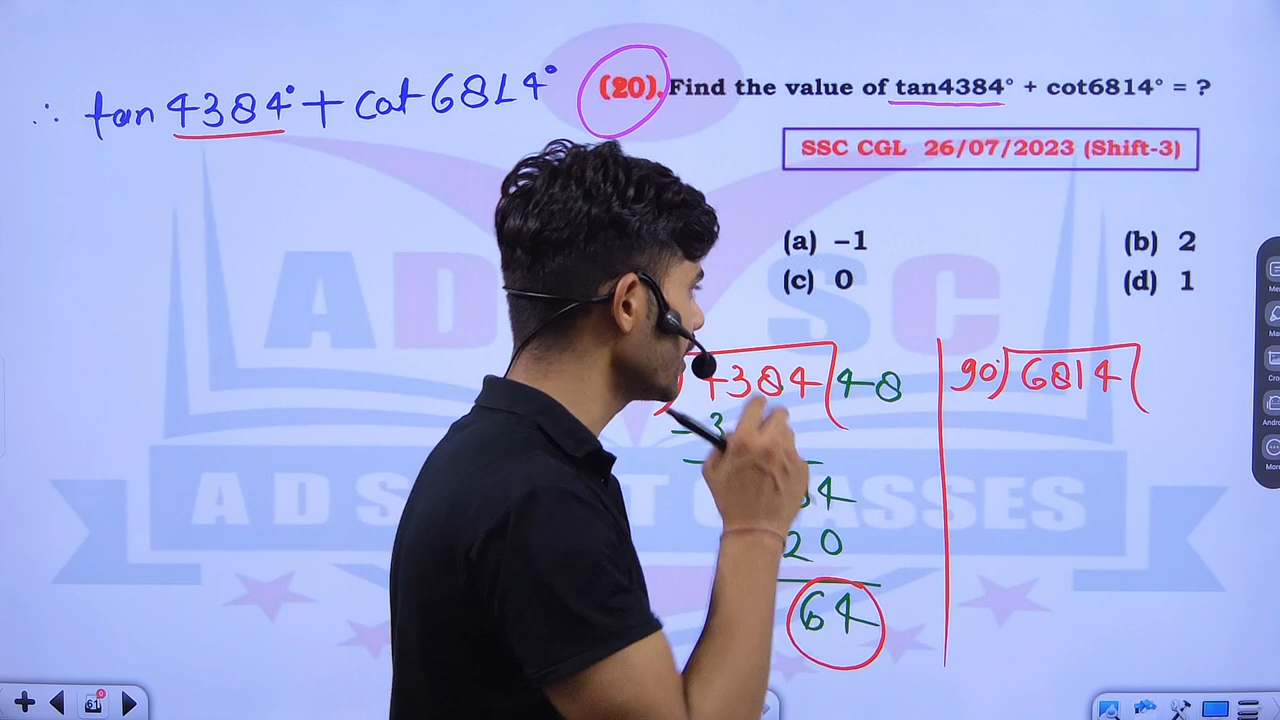 ∴ tan 4384° + cot 6814°
(20). Find the value of tan4384° + cot6814° = ?
SSC CGL 26/07/2023 (Shift-3)
(a) −1
(b) 2
(c) 0
(d) 1
4384 48
90) 6814
64